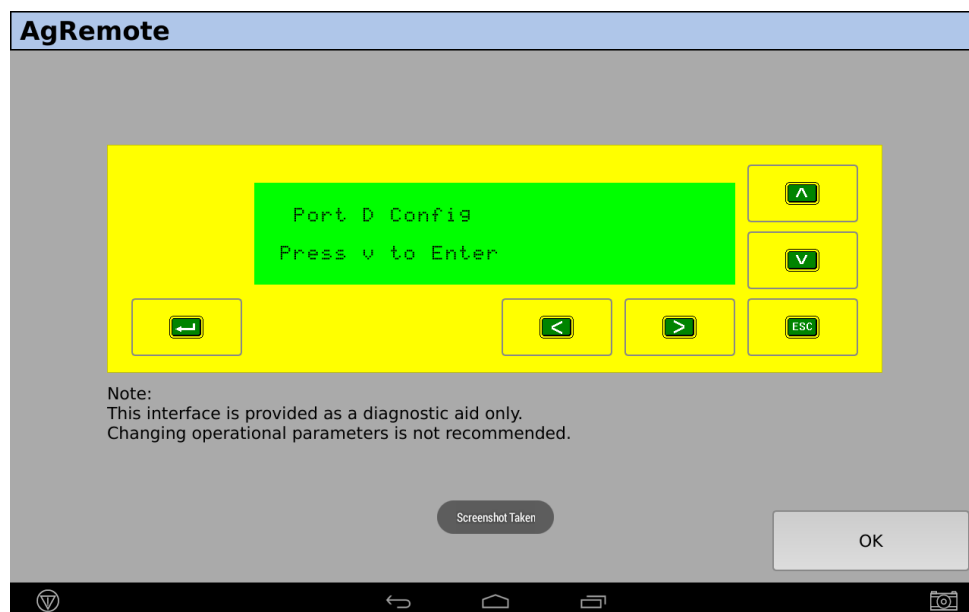 AgRemote
Port D Config
Press v to Enter
ESC
Note:
This interface is provided as a diagnostic aid only.
Changing operational parameters is not recommended.
Screenshot Taken
OK